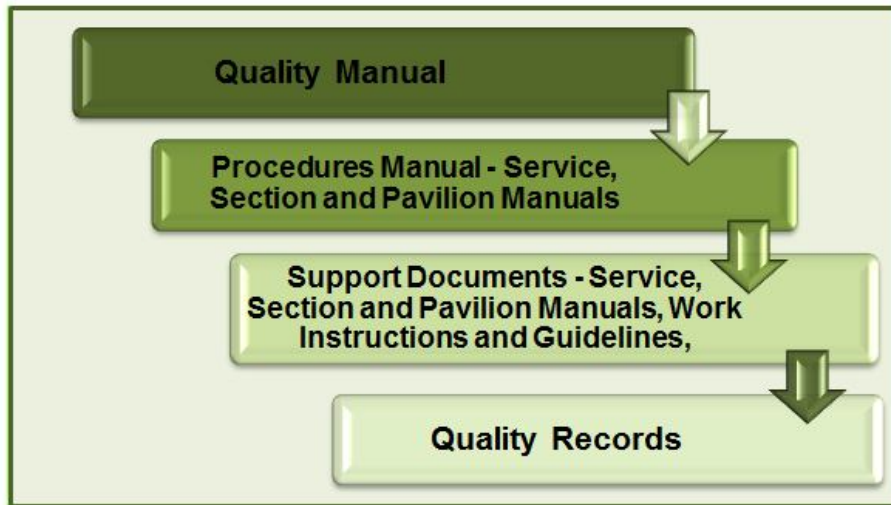 Quality Manual
Procedures Manual - Service,
Section and Pavilion Manuals
Support Documents - Service,
Section and Pavilion Manuals, Work
Instructions and Guidelines,
Quality Records